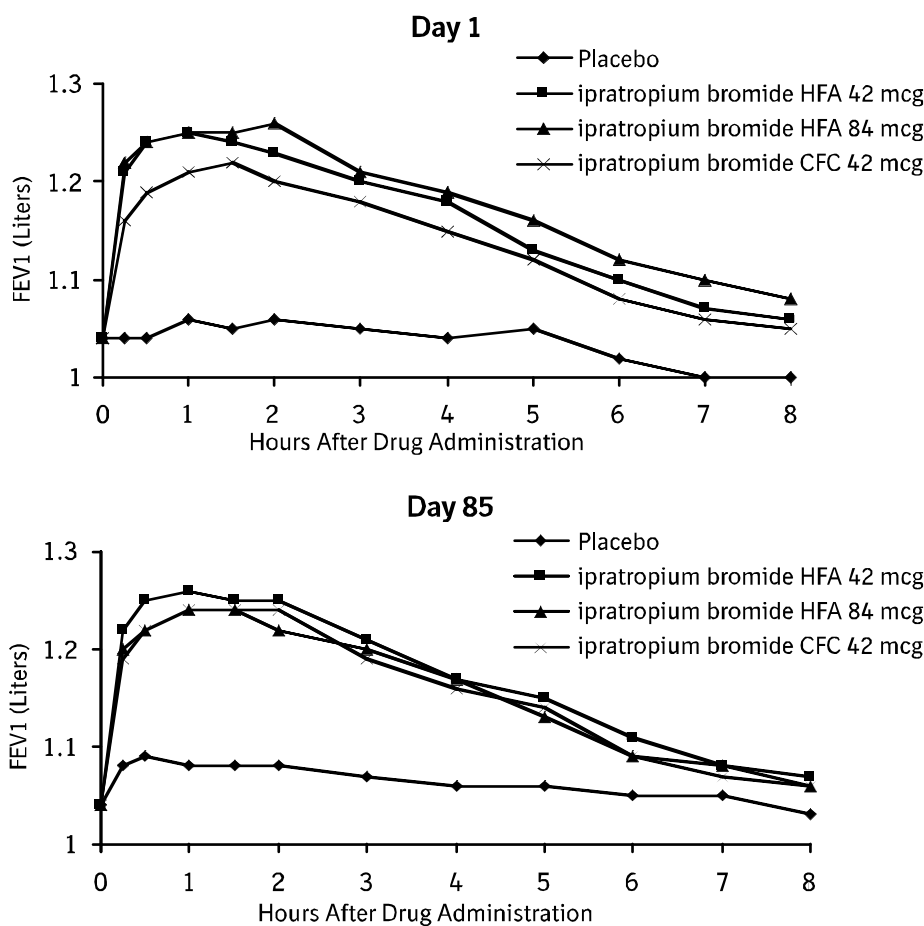 Day 1
Placebo
ipratropium bromide HFA 42 mcg
ipratropium bromide HFA 84 mcg
ipratropium bromide CFC 42 mcg
1.3
1.2
1.1
1
FEV1 (Liters)
0 1 2 3 4 5 6 7 8
Hours After Drug Administration
Day 85
Placebo
ipratropium bromide HFA 42 mcg
ipratropium bromide HFA 84 mcg
ipratropium bromide CFC 42 mcg
1.3
1.2
1.1
1
FEV1 (Liters)
0 1 2 3 4 5 6 7 8
Hours After Drug Administration